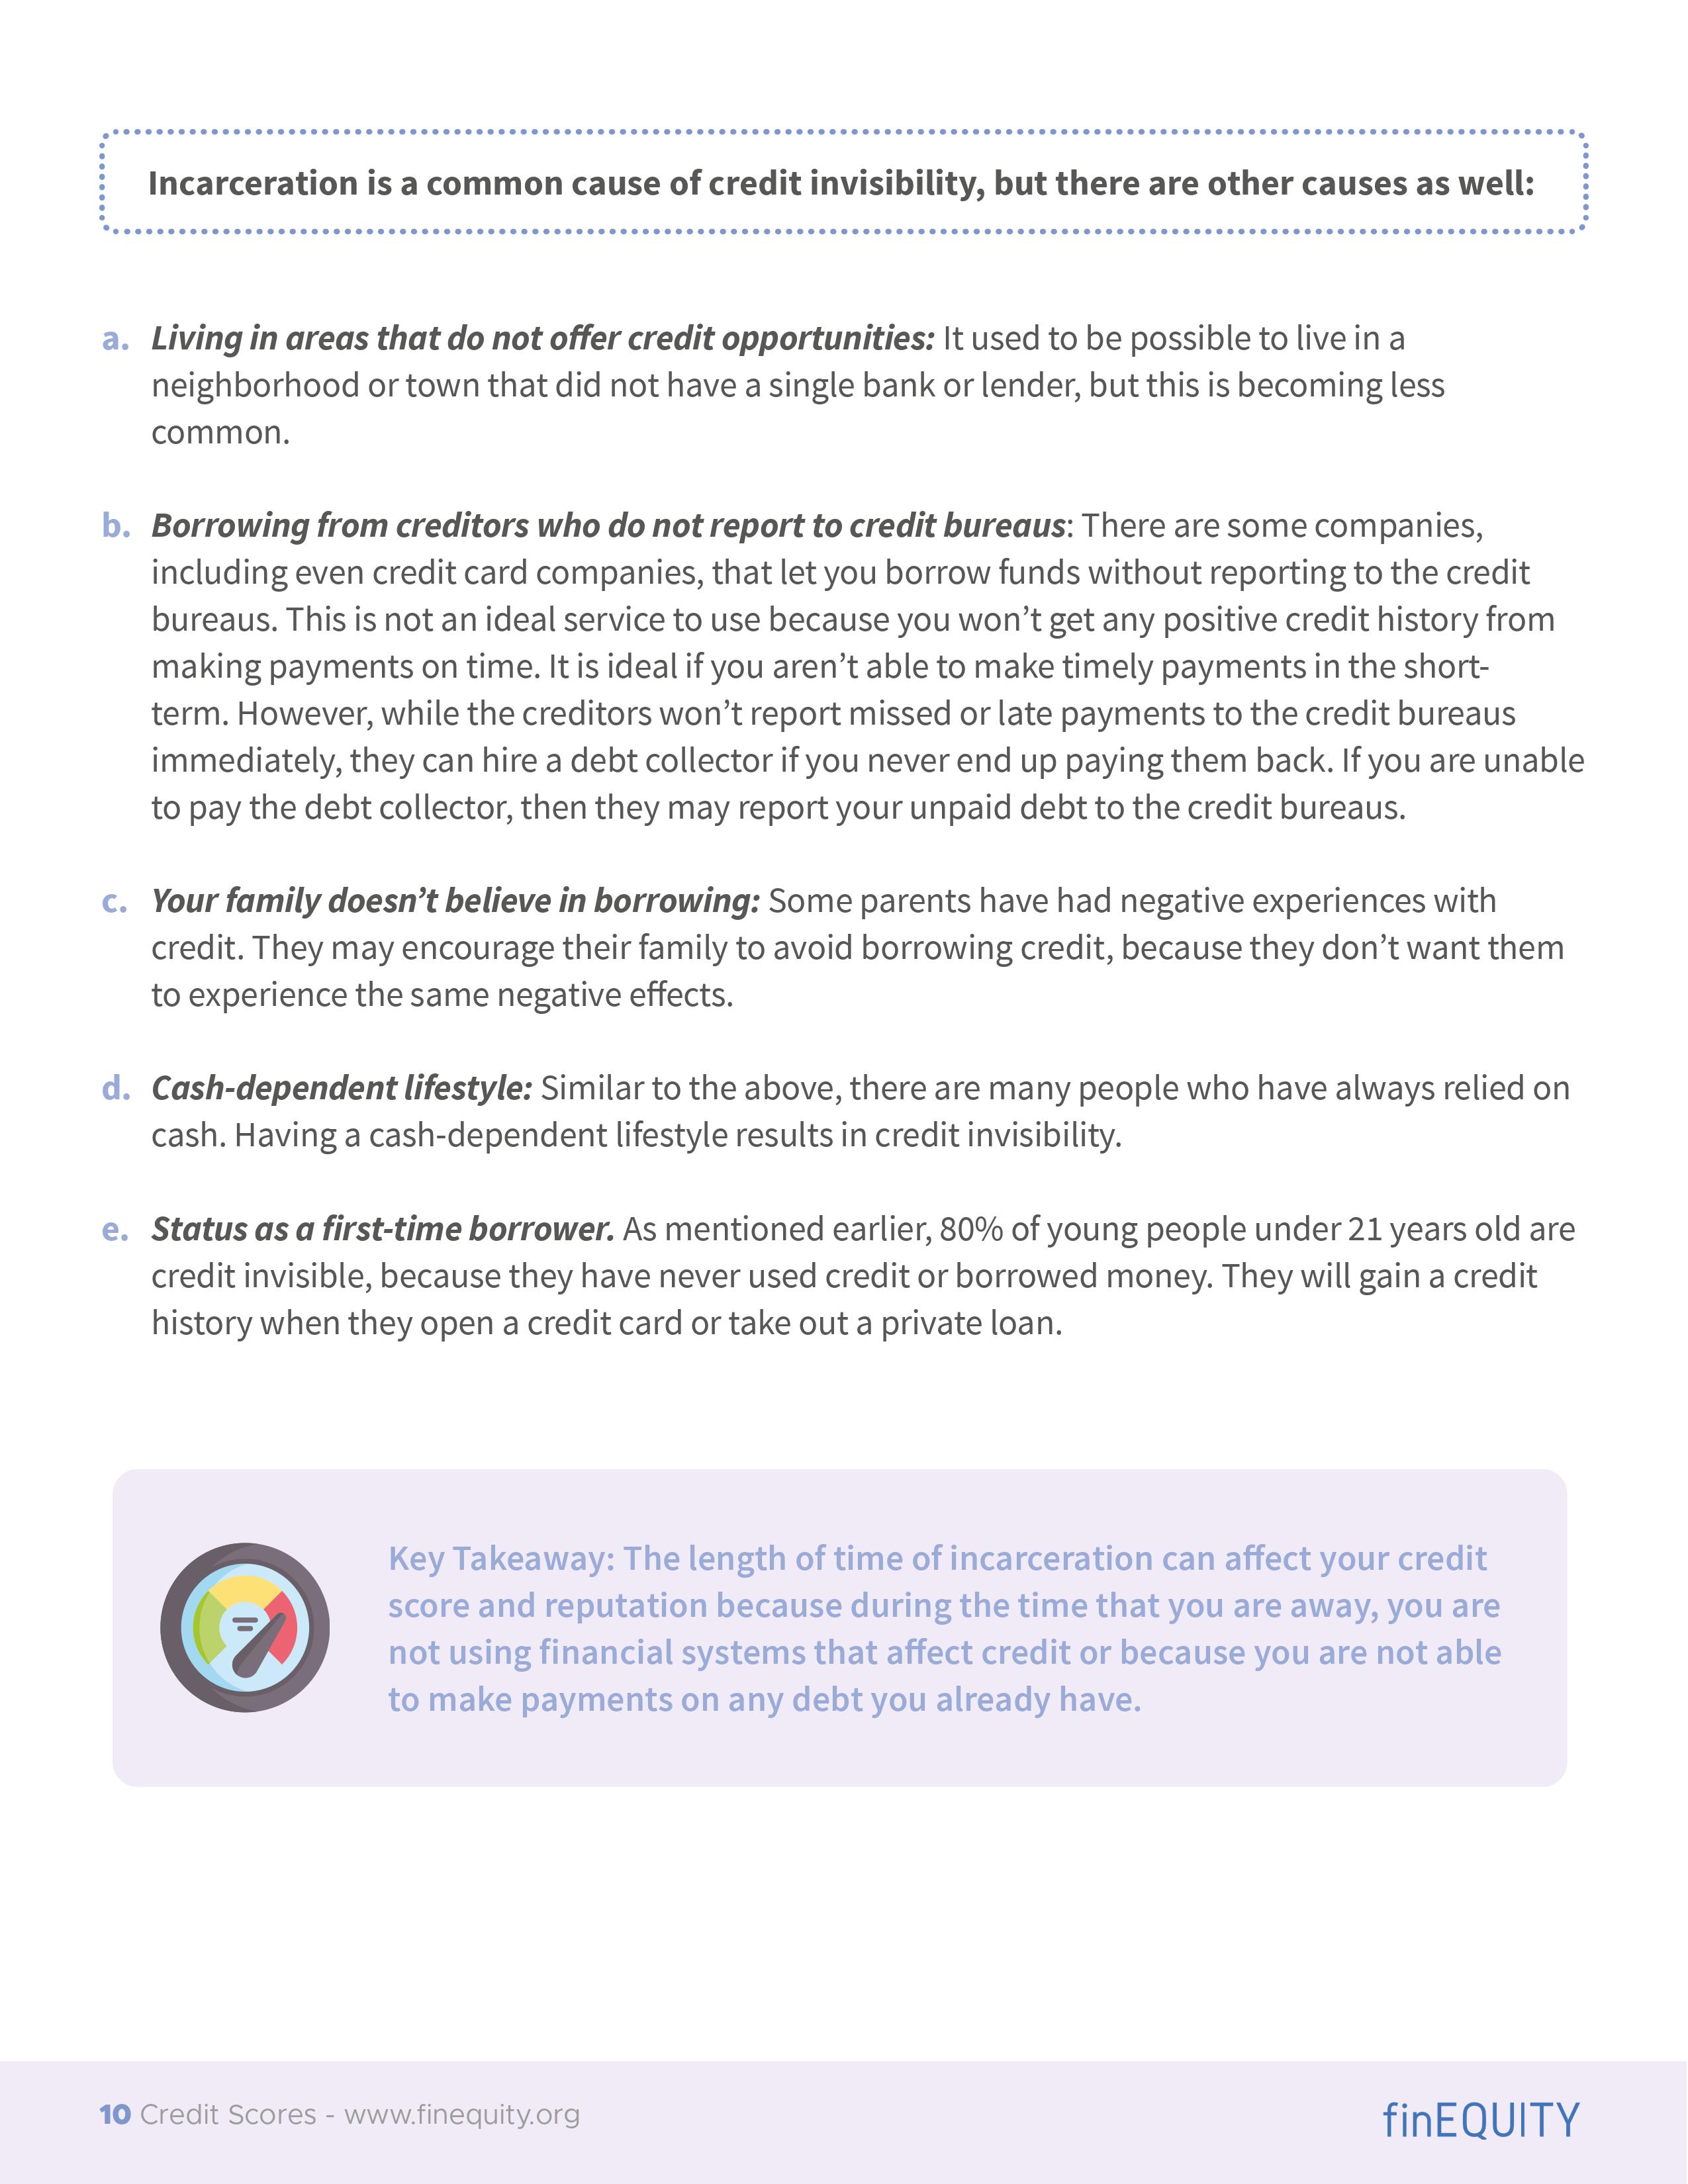 Incarceration is a common cause of credit invisibility, but there are other causes as well:
a. Living in areas that do not offer credit opportunities: It used to be possible to live in a
neighborhood or town that did not have a single bank or lender, but this is becoming less
common.
b. Borrowing from creditors who do not report to credit bureaus: There are some companies,
including even credit card companies, that let you borrow funds without reporting to the credit
bureaus. This is not an ideal service to use because you won’t get any positive credit history from
making payments on time. It is ideal if you aren’t able to make timely payments in the short-
term. However, while the creditors won’t report missed or late payments to the credit bureaus
immediately, they can hire a debt collector if you never end up paying them back. If you are unable
to pay the debt collector, then they may report your unpaid debt to the credit bureaus.
c. Your family doesn’t believe in borrowing: Some parents have had negative experiences with
credit. They may encourage their family to avoid borrowing credit, because they don’t want them
to experience the same negative effects.
d. Cash-dependent lifestyle: Similar to the above, there are many people who have always relied on
cash. Having a cash-dependent lifestyle results in credit invisibility.
e. Status as a first-time borrower. As mentioned earlier, 80% of young people under 21 years old are
credit invisible, because they have never used credit or borrowed money. They will gain a credit
history when they open a credit card or take out a private loan.
Key Takeaway: The length of time of incarceration can affect your credit
score and reputation because during the time that you are away, you are
not using financial systems that affect credit or because you are not able
to make payments on any debt you already have.
10 Credit Scores - www.finequity.org
finEQUITY